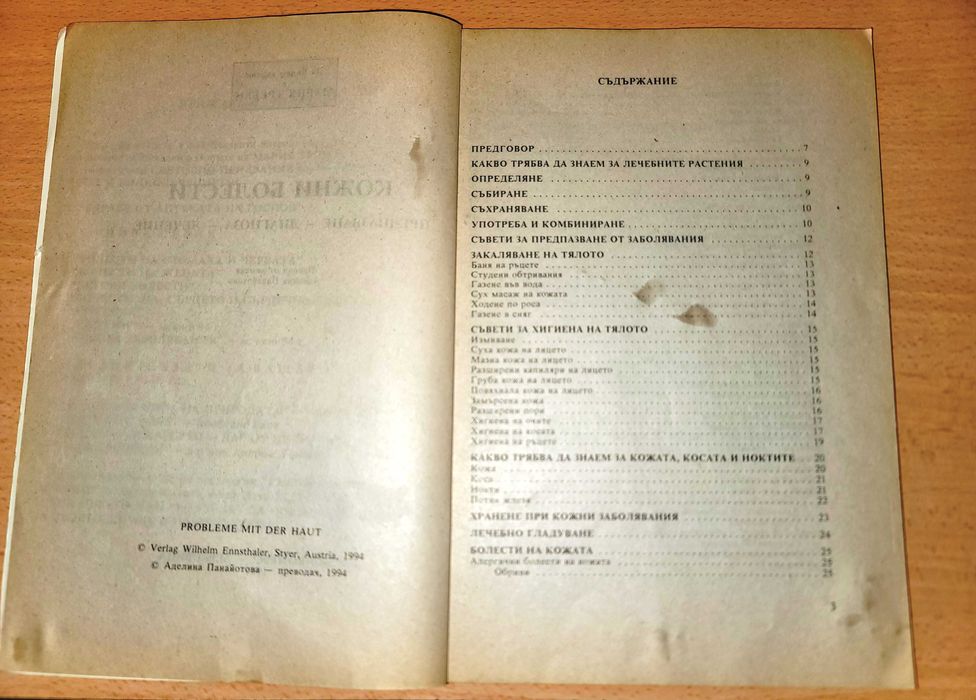 PROBLEME MIT DER HAUT
© Verlag Wilhelm Ennsthaler, Styer, Austria, 1994
© Аделина Панайотова — преводач, 1994
СЪДЪРЖАНИЕ
ПРЕДГОВОР 7
КАКВО ТРЯБВА ДА ЗНАЕМ ЗА ЛЕЧЕБНИТЕ РАСТЕНИЯ 9
ОПРЕДЕЛЯНЕ 9
СЪБИРАНЕ 9
СЪХРАНЯВАНЕ 10
УПОТРЕБА И КОМБИНИРАНЕ 10
СЪВЕТИ ЗА ПРЕДПАЗВАНЕ ОТ ЗАБОЛЯВАНИЯ 12
ЗАКАЛЯВАНЕ НА ТЯЛОТО 12
Баня на ръцете 13
Студени обтривания 13
Газене във вода 13
Сух масаж на кожата 13
Ходене по роса 14
Газене в сняг 14
СЪВЕТИ ЗА ХИГИЕНА НА ТЯЛОТО 15
Измиване 15
Суха кожа на лицето 15
Мазна кожа на лицето 15
Разширени капиляри на лицето 15
Груба кожа на лицето 15
Повяхнала кожа на лицето 16
Замърсена кожа 16
Разширени пори 16
Хигиена на очите 17
Хигиена на косата 17
Хигиена на ръцете 19
КАКВО ТРЯБВА ДА ЗНАЕМ ЗА КОЖАТА, КОСАТА И НОКТИТЕ 20
Кожа 20
Коса 21
Нокти 21
Потни жлези 22
ХРАНЕНЕ ПРИ КОЖНИ ЗАБОЛЯВАНИЯ 23
ЛЕЧЕБНО ГЛАДУВАНЕ 24
БОЛЕСТИ НА КОЖАТА 25
Алергични болести на кожата 25
Обриви 25
3